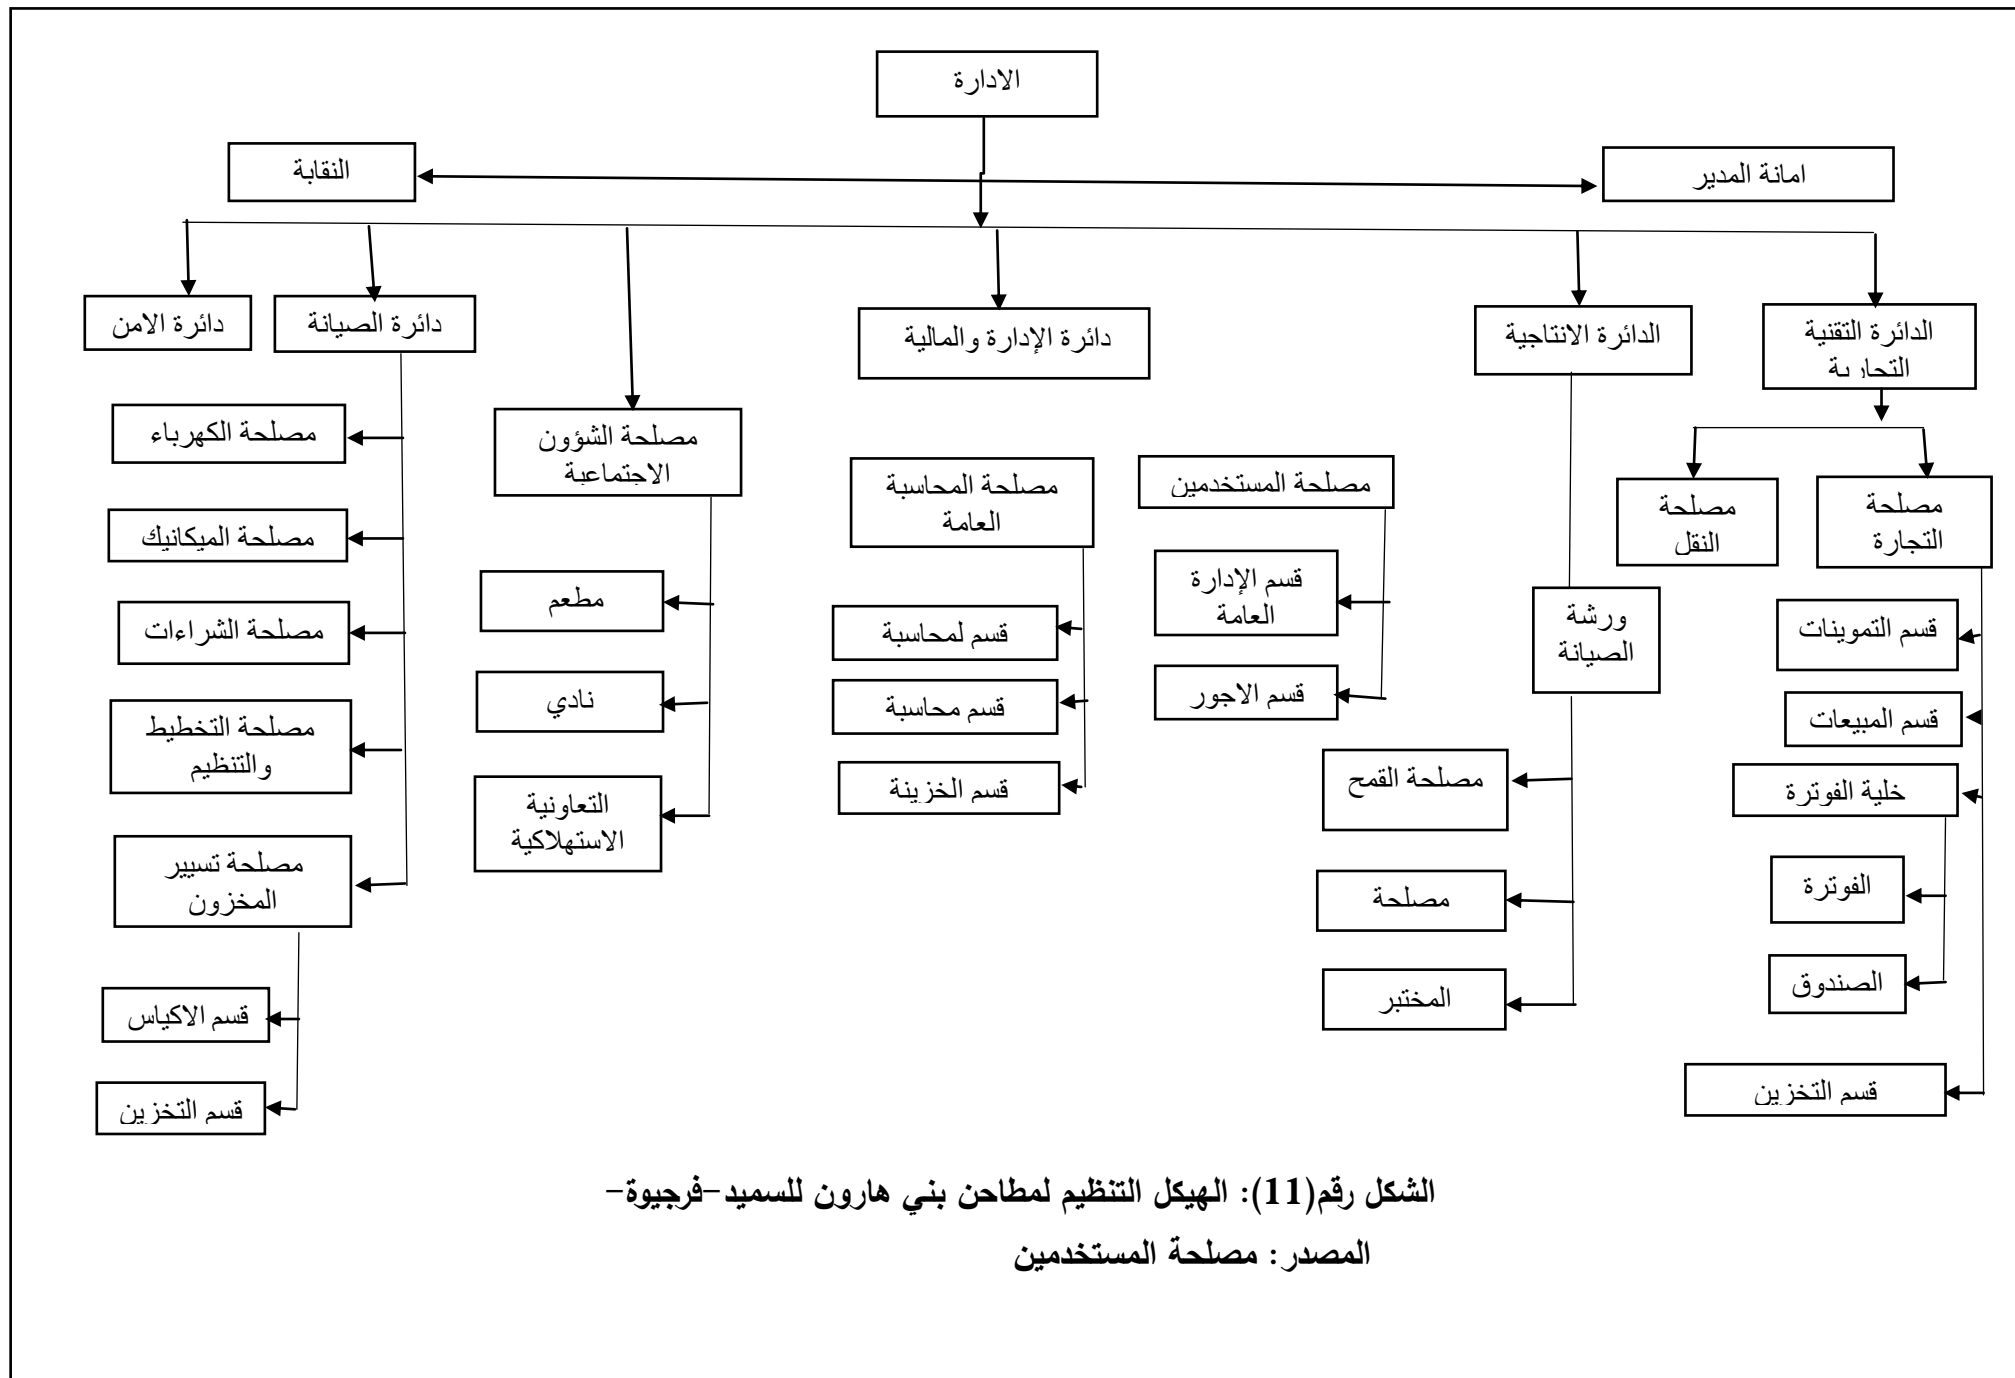 الادارة
امانة المدير
النقابة
الدائرة التقنية
التجارية
الدائرة الانتاجية
دائرة الإدارة والمالية
دائرة الصيانة
دائرة الامن
مصلحة الشؤون
الاجتماعية
مصلحة
التجارة
مصلحة
النقل
مصلحة المستخدمين
مصلحة المحاسبة
العامة
مصلحة الكهرباء
مصلحة الميكانيك
مصلحة الشراءات
مصلحة التخطيط
والتنظيم
مصلحة تسيير
المخزون
قسم الاكياس
قسم التخزين
مطعم
نادي
التعاونية
الاستهلاكية
قسم لمحاسبة
قسم محاسبة
قسم الخزينة
قسم الإدارة
العامة
قسم الاجور
ورشة
الصيانة
مصلحة القمح
مصلحة
المختبر
قسم التموينات
قسم المبيعات
خلية الفوترة
الفوترة
الصندوق
قسم التخزين
الشكل رقم(11): الهيكل التنظيم لمطاحن بني هارون للسميد-فرجيوة-
المصدر: مصلحة المستخدمين